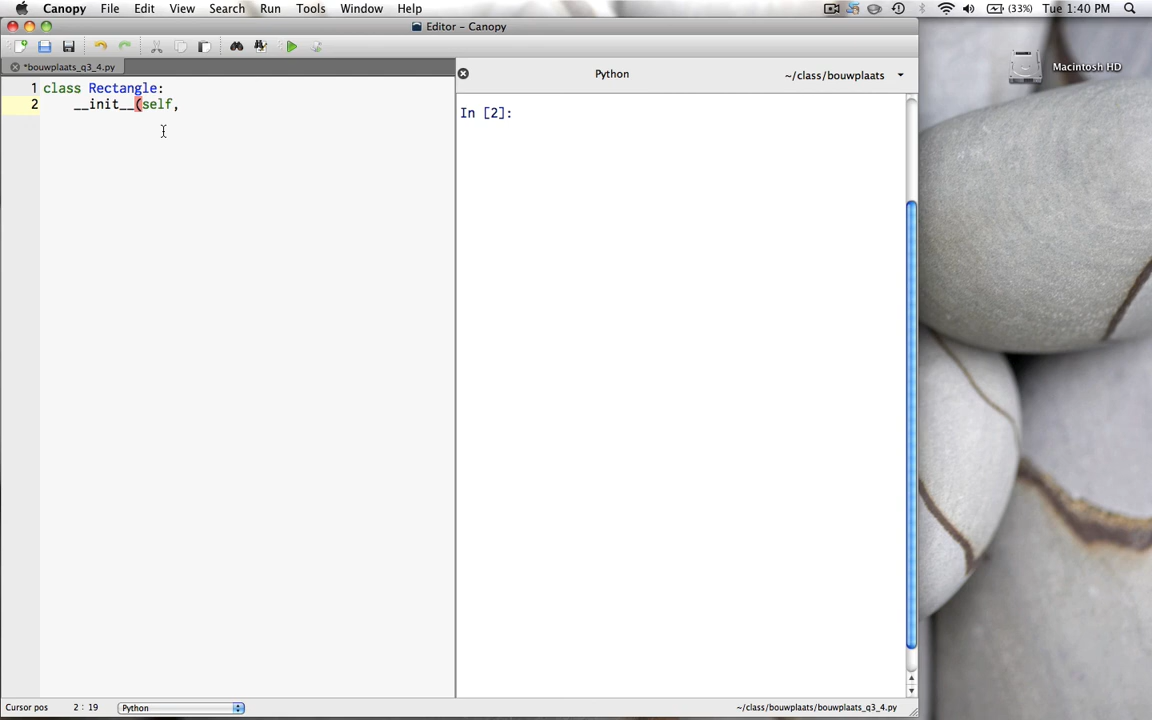 Canopy File Edit View Search Run Tools Window Help (33%) Tue 1:40 PM
Editor – Canopy
*bouwplaats_q3_4.py
Python ~/class/bouwplaats
Macintosh HD
1 class Rectangle:
2 __init__(self,
In [2]:
Cursor pos 2 : 19 Python ~/class/bouwplaats/bouwplaats_q3_4.py